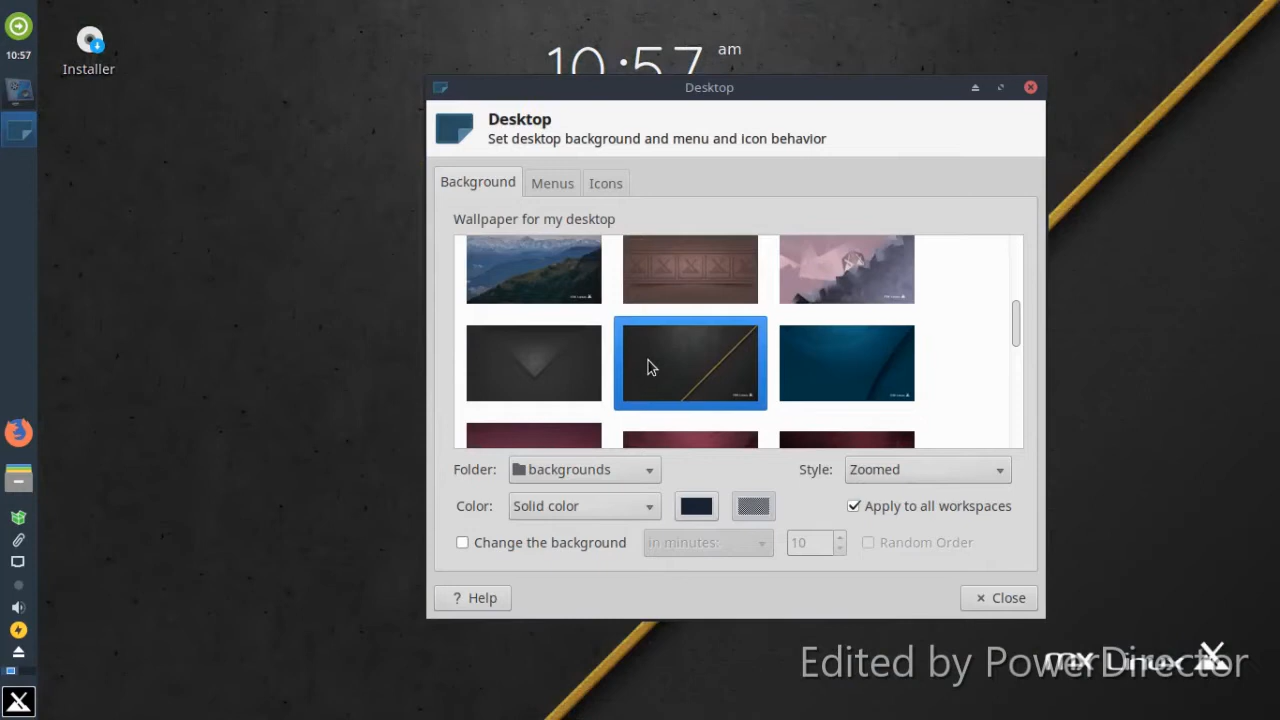 10:57
Installer
10:57 am
Desktop
Desktop
Set desktop background and menu and icon behavior
Background
Menus
Icons
Wallpaper for my desktop
Folder:
backgrounds
Style:
Zoomed
Color:
Solid color
Apply to all workspaces
Change the background
in minutes:
10
Random Order
? Help
× Close
Edited by PowerDirector
mx Linux